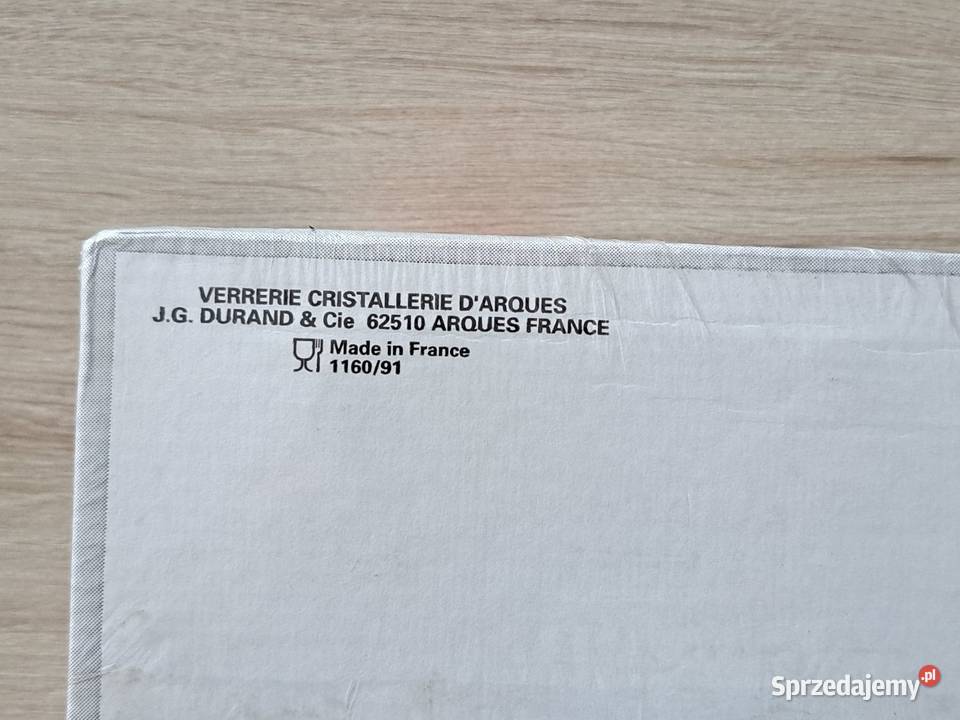 VERRERIE CRISTALLERIE D'ARQUES
J.G. DURAND & Cie 62510 ARQUES FRANCE
Made in France
1160/91
Sprzedajemy.pl